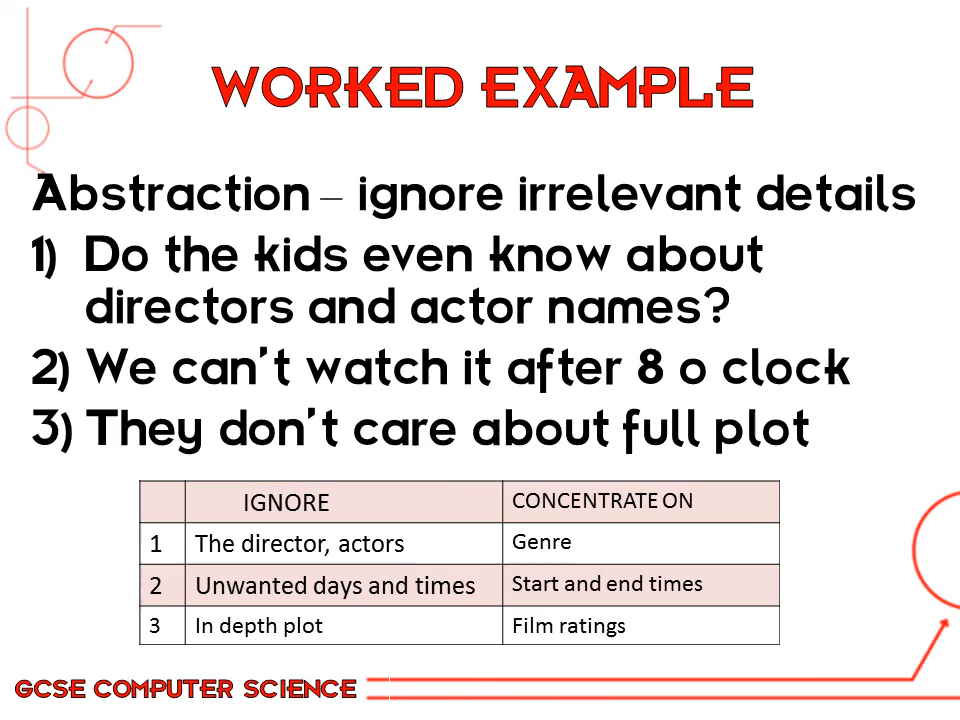 WORKED EXAMPLE
Abstraction – ignore irrelevant details
1) Do the kids even know about
directors and actor names?
2) We can't watch it after 8 o clock
3) They don't care about full plot
IGNORE CONCENTRATE ON
1 The director, actors Genre
2 Unwanted days and times Start and end times
3 In depth plot Film ratings
GCSE COMPUTER SCIENCE